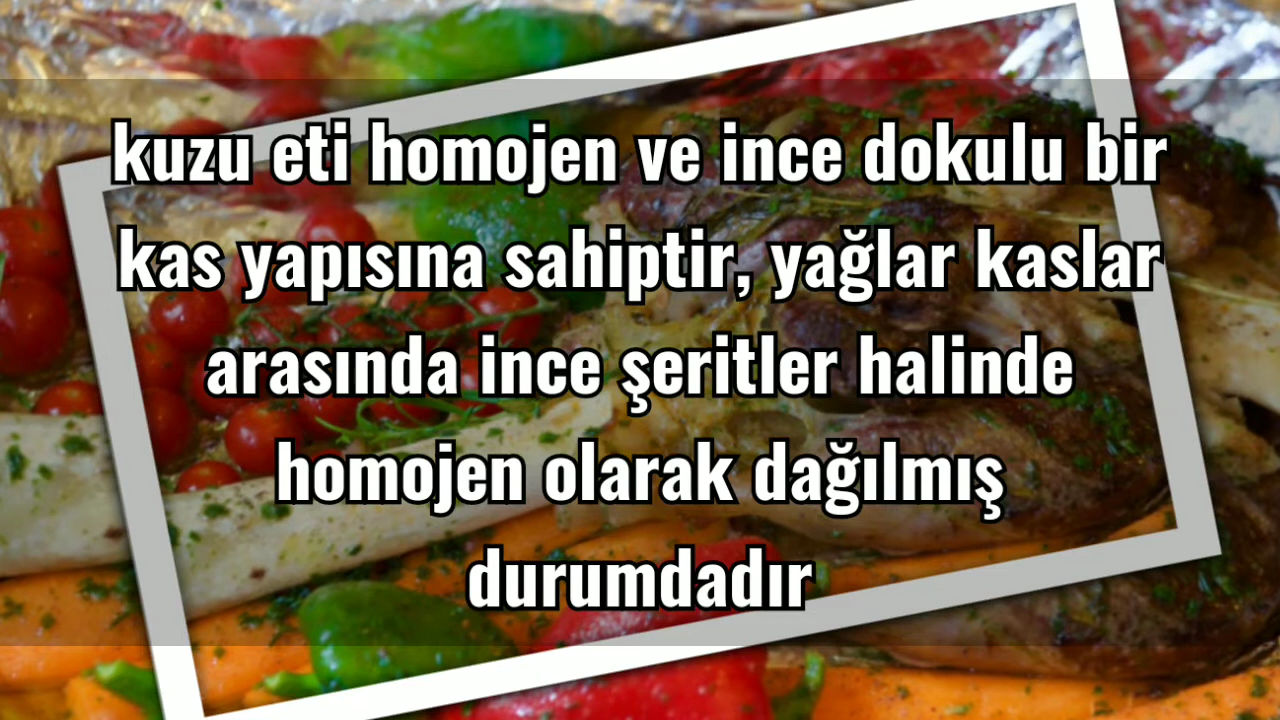 kuzu eti homojen ve ince dokulu bir
kas yapısına sahiptir, yağlar kaslar
arasında ince şeritler halinde
homojen olarak dağılmış
durumdadır